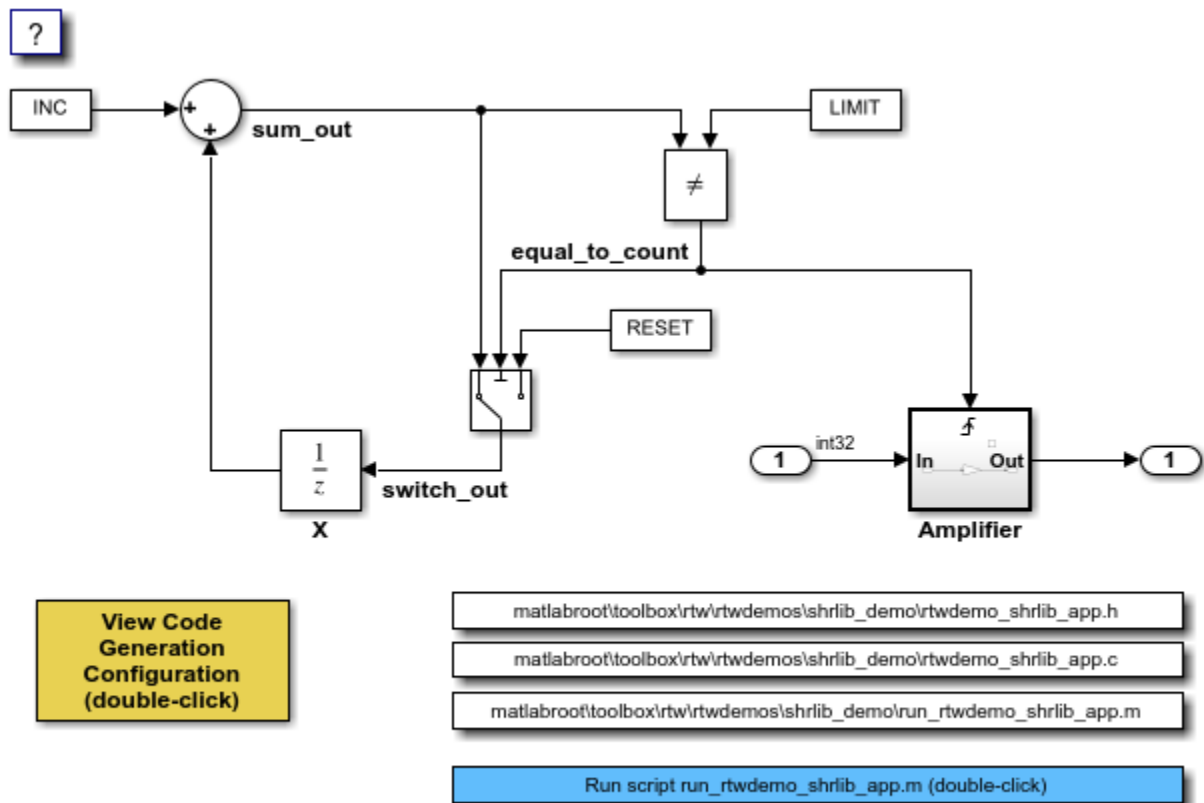 ?
INC
+
+
sum_out
LIMIT
≠
equal_to_count
RESET
1
z
X
switch_out
1
int32
In
Out
1
Amplifier
View Code
Generation
Configuration
(double-click)
matlabroot\toolbox\rtw\rtwdemos\shrlib_demo\rtwdemo_shrlib_app.h
matlabroot\toolbox\rtw\rtwdemos\shrlib_demo\rtwdemo_shrlib_app.c
matlabroot\toolbox\rtw\rtwdemos\shrlib_demo\run_rtwdemo_shrlib_app.m
Run script run_rtwdemo_shrlib_app.m (double-click)